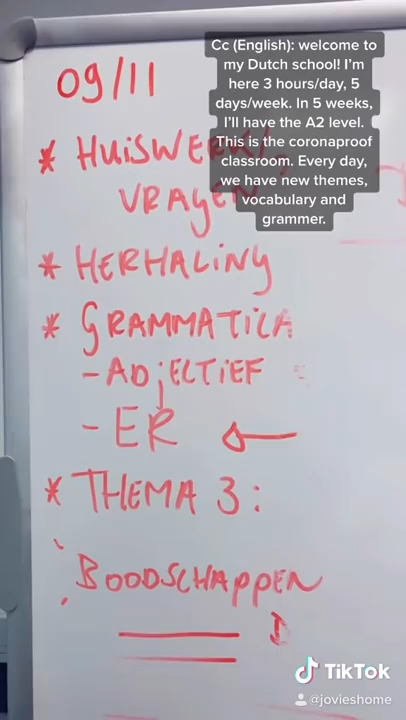 Cc (English): welcome to
my Dutch school! I'm
here 3 hours/day, 5
days/week. In 5 weeks,
I'll have the A2 level.
This is the coronaproof
classroom. Every day,
we have new themes,
vocabulary and
grammer.
09/11
* HUISWERK
VRAGEN
* HERHALING
* GRAMMATICA
- ADJECTIEF
- ER
* THEMA 3:
BOODSCHAPPEN
TikTok
@jovieshome